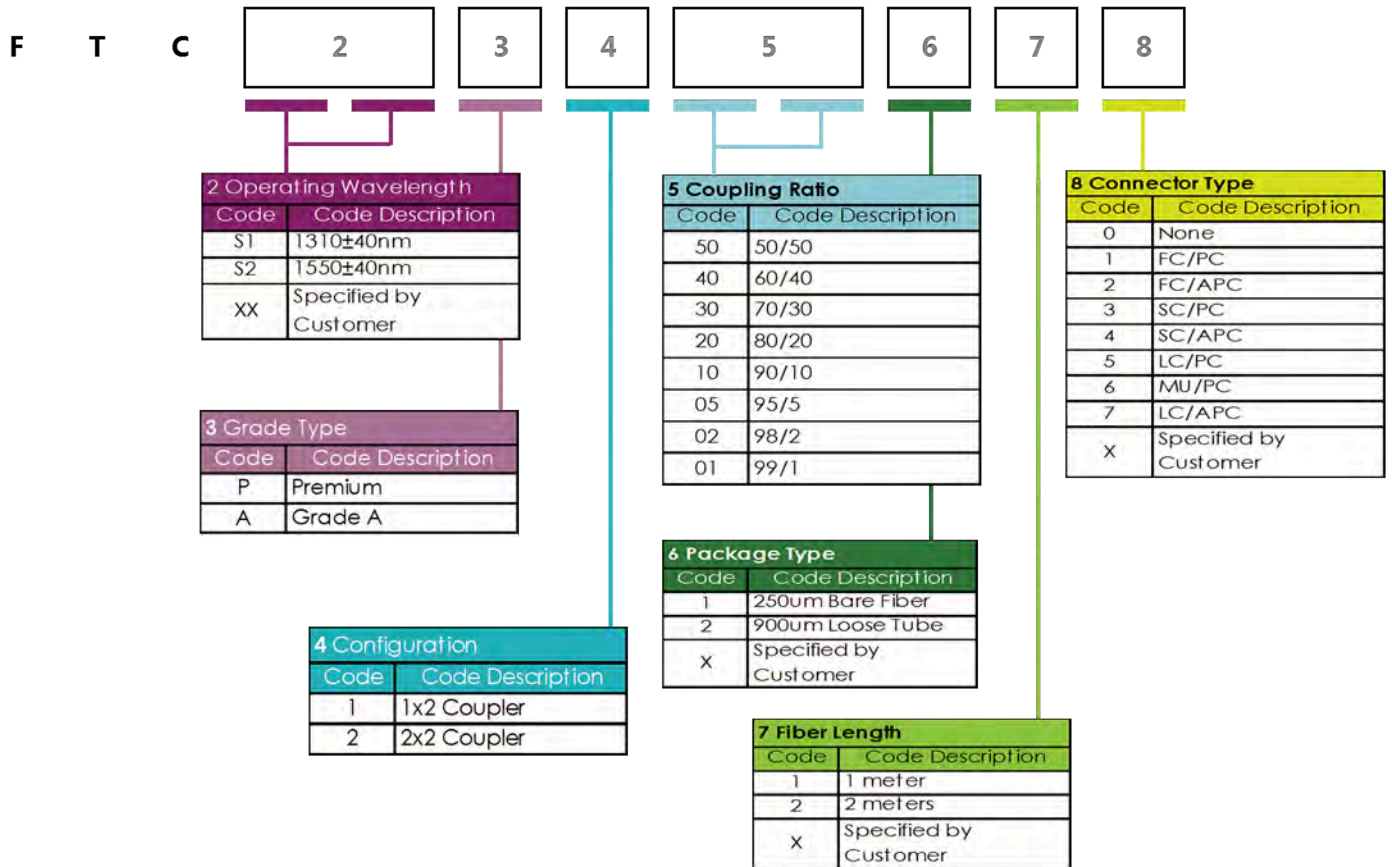 F T C 2 3 4 5 6 7 8
2 Operating Wavelength
Code Code Description
S1 1310±40nm
S2 1550±40nm
XX Specified by
Customer
3 Grade Type
Code Code Description
P Premium
A Grade A
4 Configuration
Code Code Description
1 1x2 Coupler
2 2x2 Coupler
5 Coupling Ratio
Code Code Description
50 50/50
40 60/40
30 70/30
20 80/20
10 90/10
05 95/5
02 98/2
01 99/1
6 Package Type
Code Code Description
1 250um Bare Fiber
2 900um Loose Tube
X Specified by
Customer
7 Fiber Length
Code Code Description
1 1 meter
2 2 meters
X Specified by
Customer
8 Connector Type
Code Code Description
0 None
1 FC/PC
2 FC/APC
3 SC/PC
4 SC/APC
5 LC/PC
6 MU/PC
7 LC/APC
X Specified by
Customer